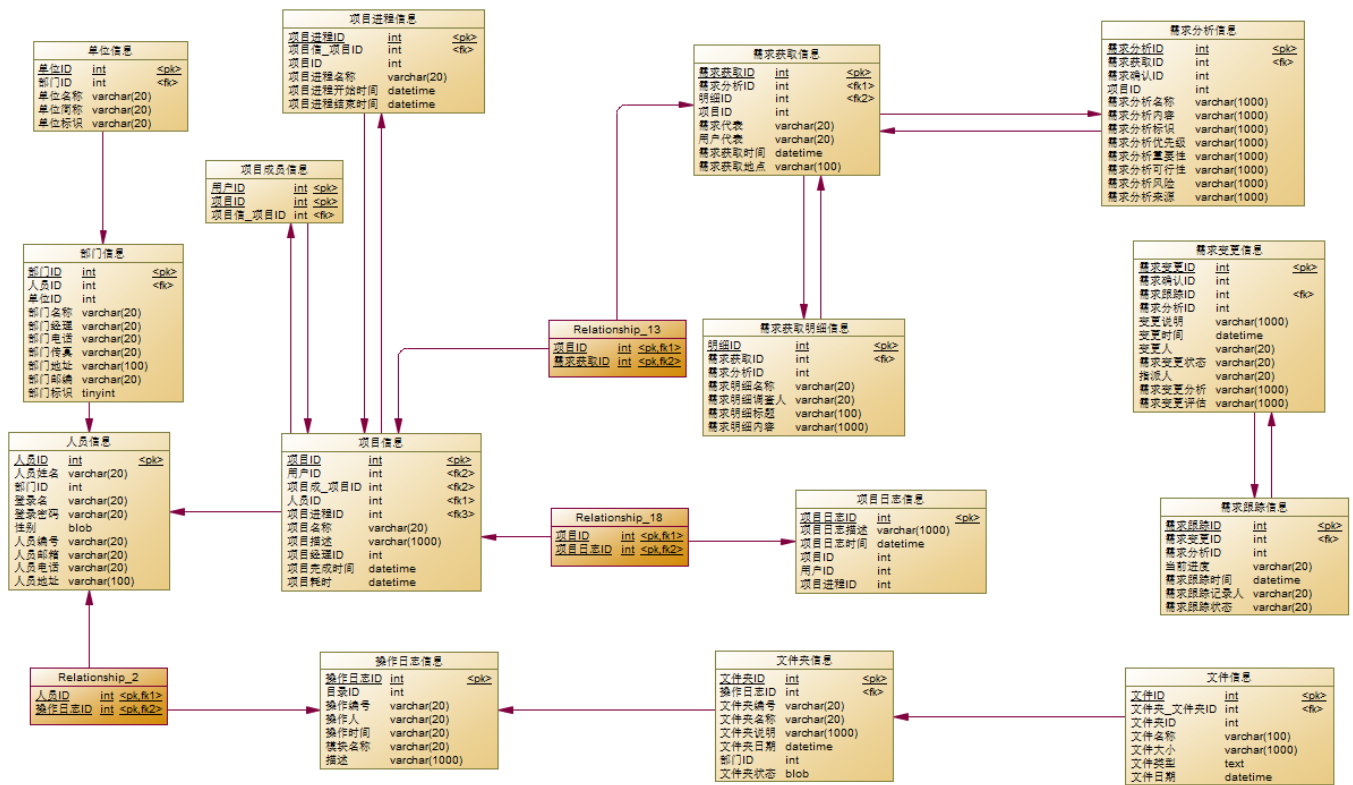 单位信息
单位ID int <pk>
部门ID int <fk>
单位名称 varchar(20)
单位简称 varchar(20)
单位标识 varchar(20)
项目进程信息
项目进程ID int <pk>
项目信_项目ID int <fk>
项目ID int
项目进程名称 varchar(20)
项目进程开始时间 datetime
项目进程结束时间 datetime
需求获取信息
需求获取ID int <pk>
需求分析ID int <fk1>
明细ID int <fk2>
项目ID int
需求代表 varchar(20)
用户代表 varchar(20)
需求获取时间 datetime
需求获取地点 varchar(100)
需求分析信息
需求分析ID int <pk>
需求获取ID int <fk>
需求确认ID int
项目ID int
需求分析名称 varchar(1000)
需求分析内容 varchar(1000)
需求分析标识 varchar(1000)
需求分析优先级 varchar(1000)
需求分析重要性 varchar(1000)
需求分析可行性 varchar(1000)
需求分析风险 varchar(1000)
需求分析来源 varchar(1000)
项目成员信息
用户ID int <pk>
项目ID int <pk>
项目信_项目ID int <fk>
部门信息
部门ID int <pk>
人员ID int <fk>
单位ID int
部门名称 varchar(20)
部门经理 varchar(20)
部门电话 varchar(20)
部门传真 varchar(20)
部门地址 varchar(100)
部门邮编 varchar(20)
部门标识 tinyint
需求变更信息
需求变更ID int <pk>
需求确认ID int
需求跟踪ID int <fk>
需求分析ID int
变更说明 varchar(1000)
变更时间 datetime
变更人 varchar(20)
需求变更状态 varchar(20)
指派人 varchar(20)
需求变更分析 varchar(1000)
需求变更评估 varchar(1000)
Relationship_13
项目ID int <pk,fk1>
需求获取ID int <pk,fk2>
需求获取明细信息
明细ID int <pk>
需求获取ID int <fk>
需求分析ID int
需求明细名称 varchar(20)
需求明细调查人 varchar(20)
需求明细标题 varchar(100)
需求明细内容 varchar(1000)
人员信息
人员ID int <pk>
人员姓名 varchar(20)
部门ID int
登录名 varchar(20)
登录密码 varchar(20)
性别 blob
人员编号 varchar(20)
人员邮箱 varchar(20)
人员电话 varchar(20)
人员地址 varchar(100)
项目信息
项目ID int <pk>
用户ID int <fk2>
项目成_项目ID int <fk2>
人员ID int <fk1>
项目进程ID int <fk3>
项目名称 varchar(20)
项目描述 varchar(1000)
项目经理ID int
项目完成时间 datetime
项目耗时 datetime
Relationship_18
项目ID int <pk,fk1>
项目日志ID int <pk,fk2>
项目日志信息
项目日志ID int <pk>
项目日志描述 varchar(1000)
项目日志时间 datetime
项目ID int
用户ID int
项目进程ID int
需求跟踪信息
需求跟踪ID int <pk>
需求变更ID int <fk>
需求分析ID int
当前进度 varchar(20)
需求跟踪时间 datetime
需求跟踪记录人 varchar(20)
需求跟踪状态 varchar(20)
Relationship_2
人员ID int <pk,fk1>
操作日志ID int <pk,fk2>
操作日志信息
操作日志ID int <pk>
目录ID int
操作编号 varchar(20)
操作人 varchar(20)
操作时间 varchar(20)
模块名称 varchar(20)
描述 varchar(1000)
文件夹信息
文件夹ID int <pk>
操作日志ID int <fk>
文件夹编号 varchar(20)
文件夹名称 varchar(20)
文件夹说明 varchar(1000)
文件夹日期 datetime
部门ID int
文件夹状态 blob
文件信息
文件ID int <pk>
文件夹_文件夹ID int <fk>
文件夹ID int
文件名称 varchar(100)
文件大小 varchar(1000)
文件类型 text
文件日期 datetime